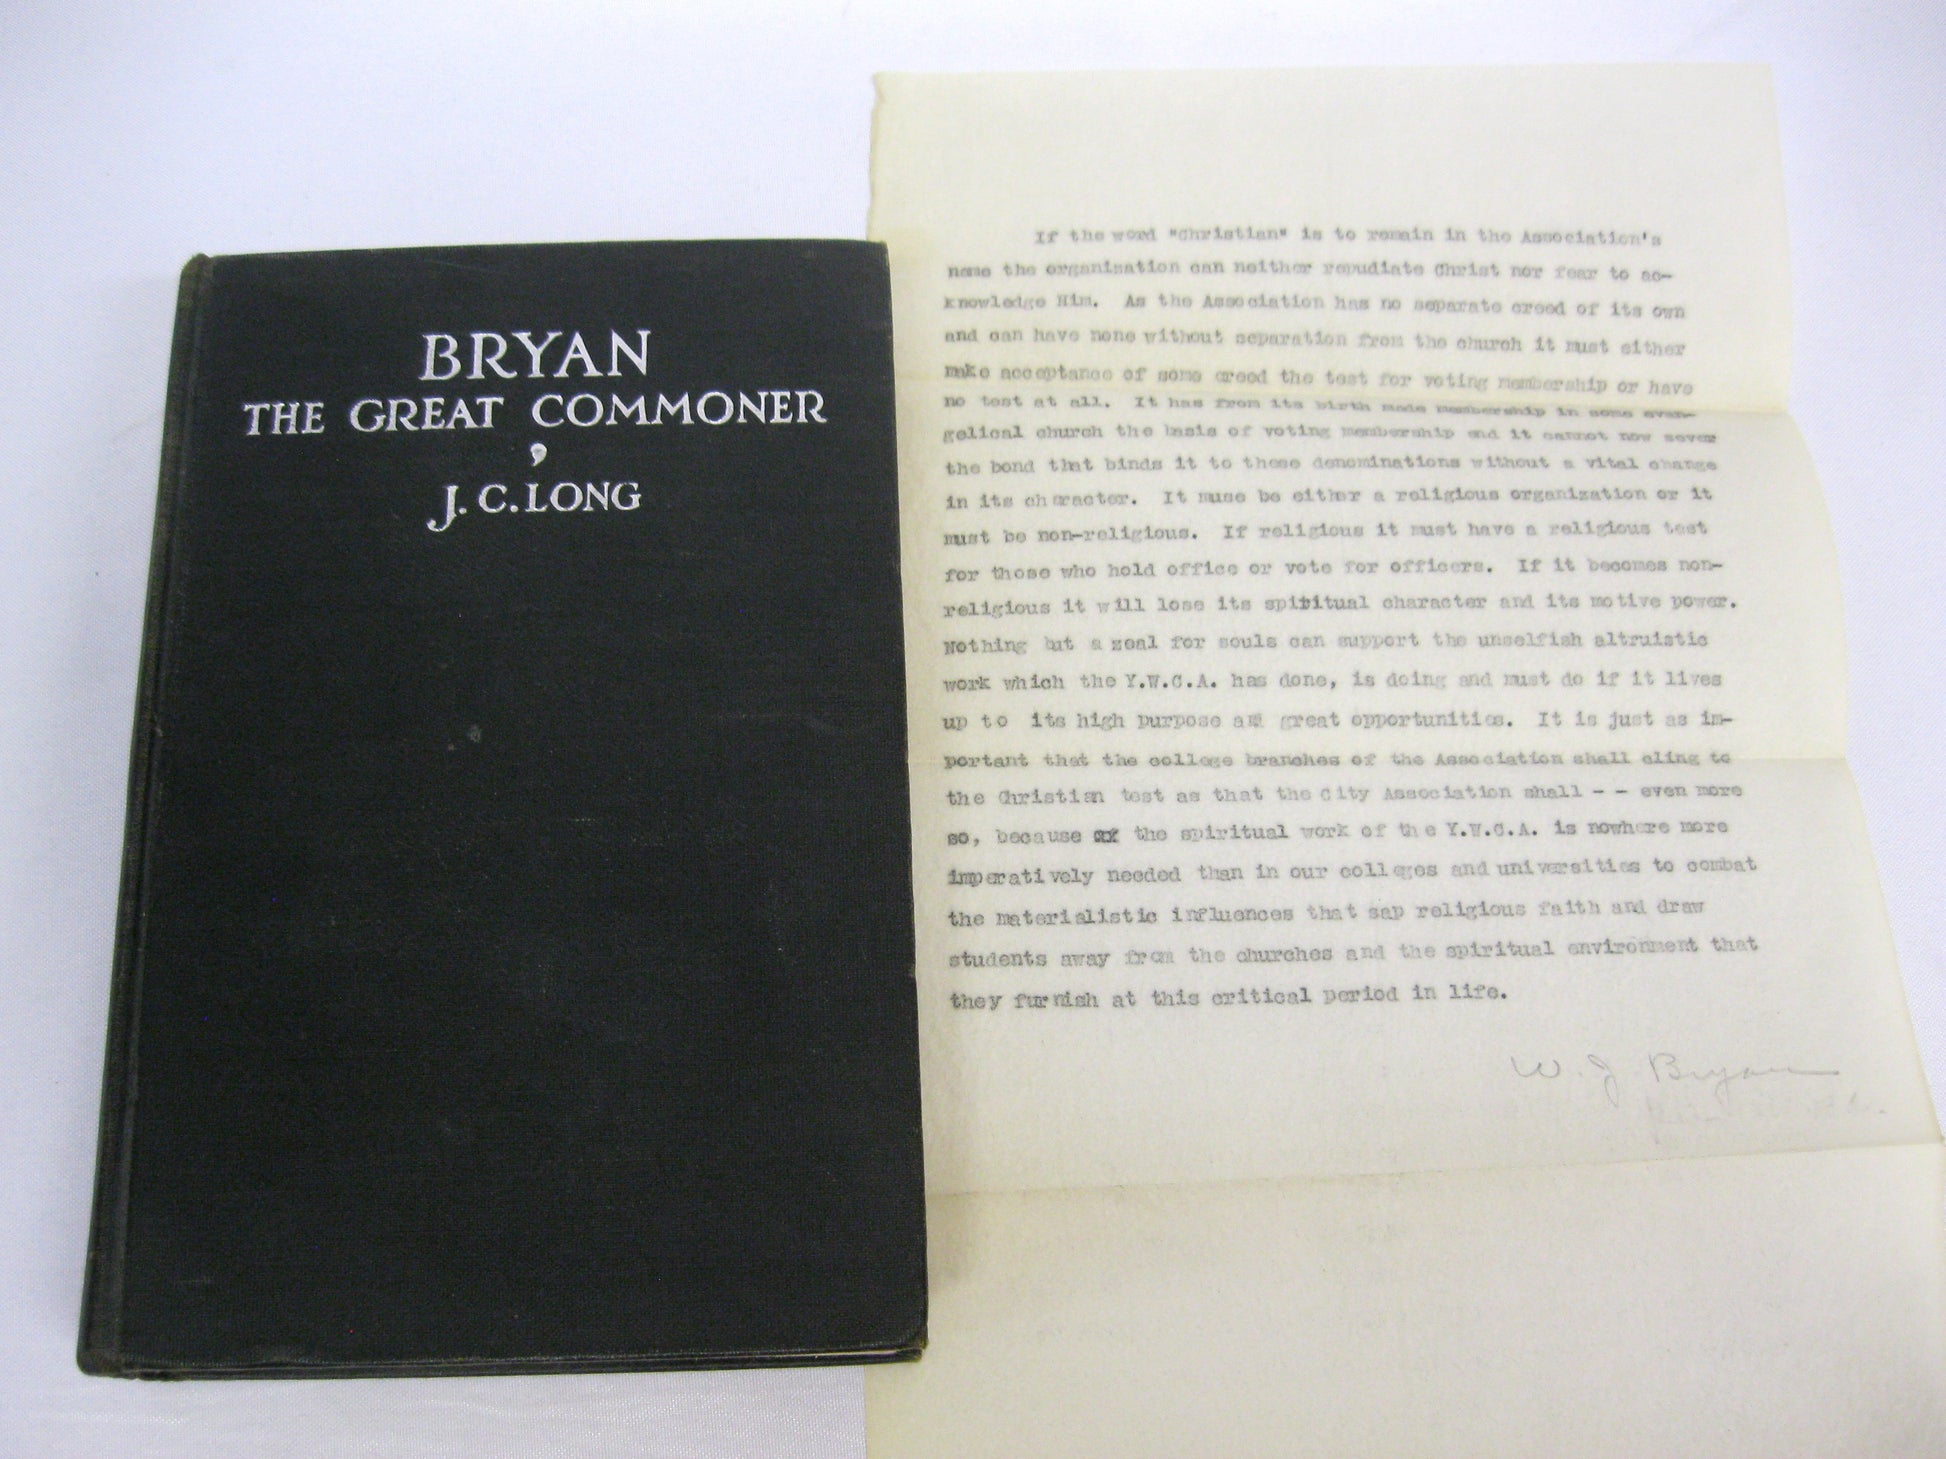 BRYAN
THE GREAT COMMONER
,
J. C. LONG
If the word "Christian" is to remain in the Association's
name the organization can neither repudiate Christ nor fear to ac-
knowledge Him. As the Association has no separate creed of its own
and can have none without separation from the church it must either
make acceptance of some creed the test for voting membership or have
no test at all. It has from its birth made membership in some evan-
gelical church the basis of voting membership and it cannot now sever
the bond that binds it to these denominations without a vital change
in its character. It muse be either a religious organization or it
must be non-religious. If religious it must have a religious test
for those who hold office or vote for officers. If it becomes non-
religious it will lose its spiritual character and its motive power.
Nothing but a zeal for souls can support the unselfish altruistic
work which the Y.W.C.A. has done, is doing and must do if it lives
up to its high purpose and great opportunities. It is just as im-
portant that the college branches of the Association shall cling to
the Christian test as that the City Association shall - - even more
so, because the spiritual work of the Y.W.C.A. is nowhere more
imperatively needed than in our colleges and universities to combat
the materialistic influences that sap religious faith and draw
students away from the churches and the spiritual environment that
they furnish at this critical period in life.
W. J. Bryan